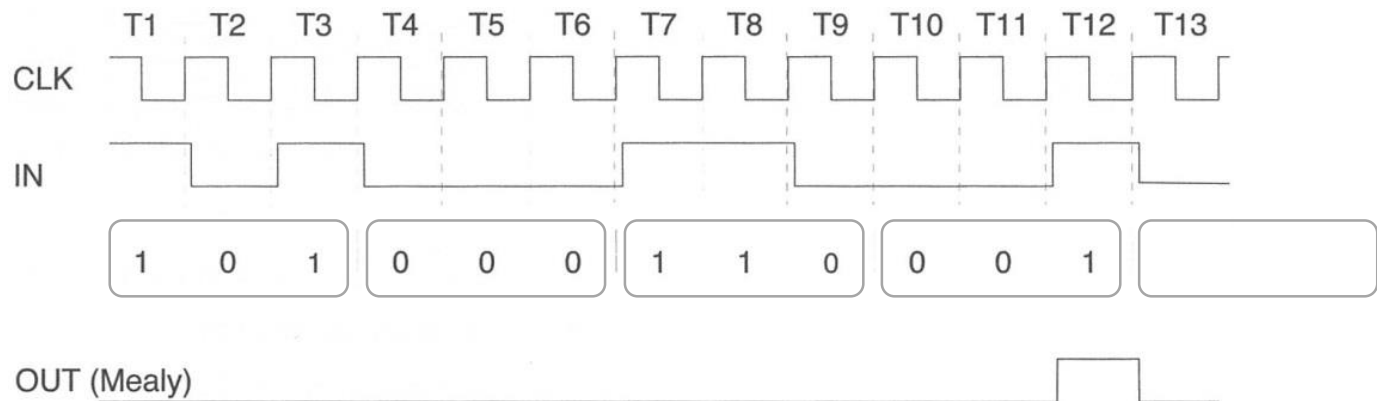 T1 T2 T3 T4 T5 T6 T7 T8 T9 T10 T11 T12 T13
CLK
IN
1 0 1 0 0 0 1 1 0 0 0 1
OUT (Mealy)